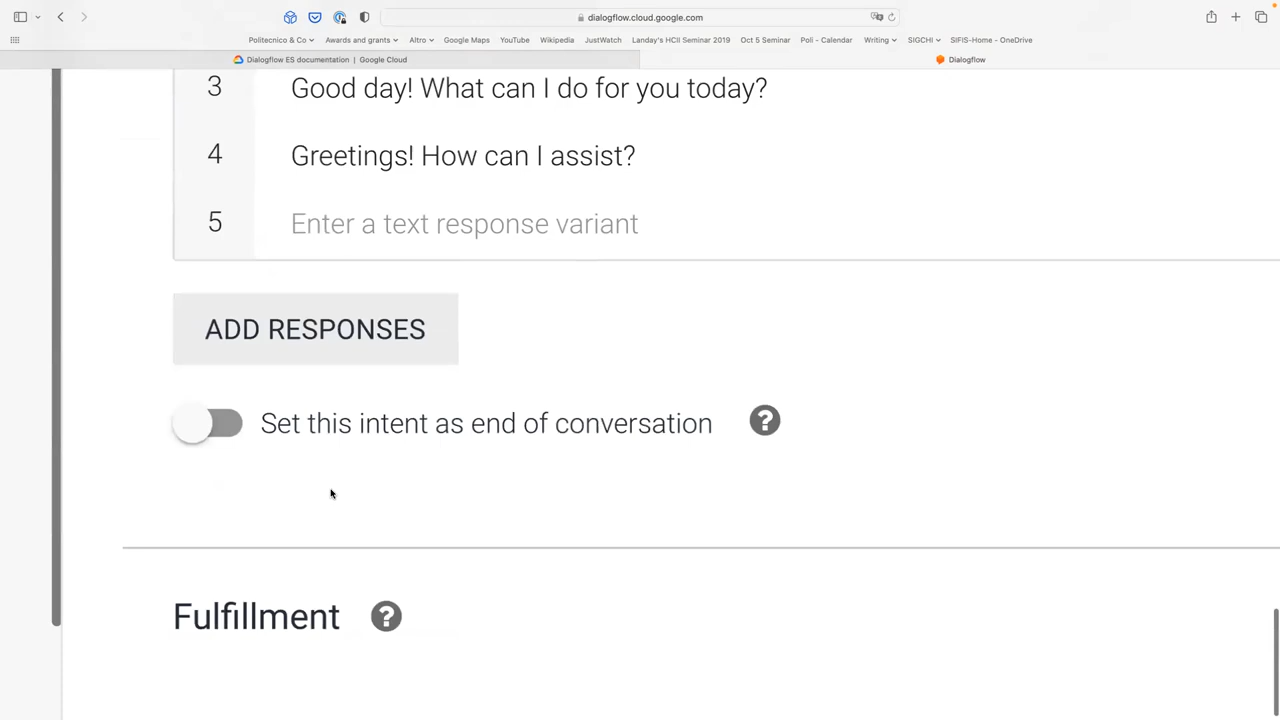 dialogflow.cloud.google.com
Politecnico & Co
Awards and grants
Altro
Google Maps
YouTube
Wikipedia
JustWatch
Landay's HCII Seminar 2019
Oct 5 Seminar
Poli - Calendar
Writing
SIGCHI
SIFIS-Home - OneDrive
Dialogflow ES documentation | Google Cloud
Dialogflow
3 Good day! What can I do for you today?
4 Greetings! How can I assist?
5 Enter a text response variant
ADD RESPONSES
Set this intent as end of conversation ?
Fulfillment ?